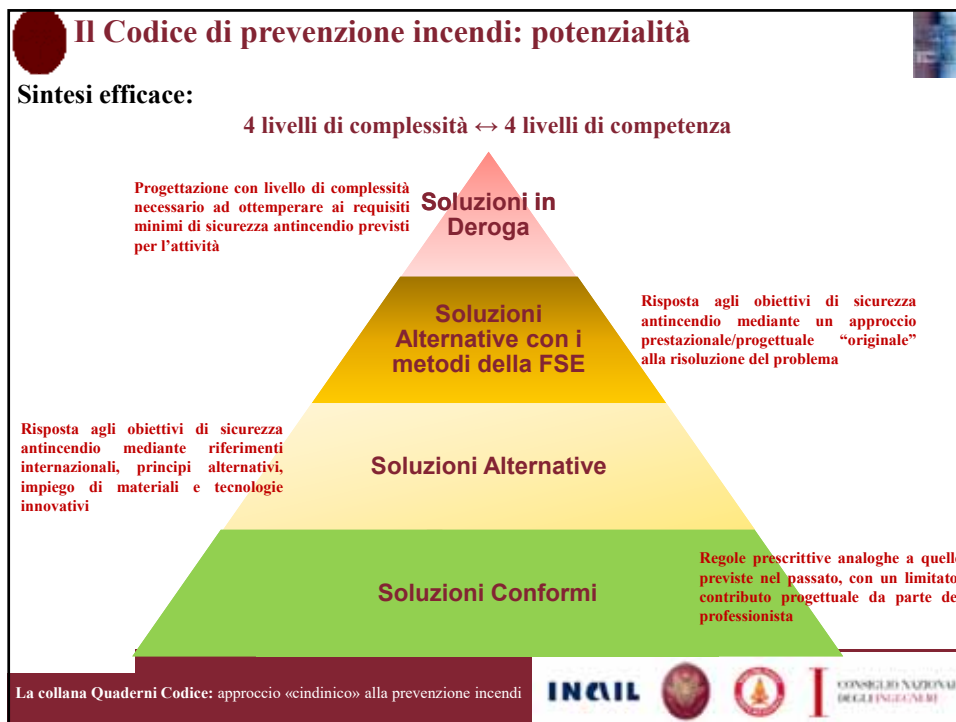 Il Codice di prevenzione incendi: potenzialità
Sintesi efficace:
4 livelli di complessità ↔ 4 livelli di competenza
Progettazione con livello di complessità
necessario ad ottemperare ai requisiti
minimi di sicurezza antincendio previsti
per l’attività
Soluzioni in
Deroga
Soluzioni
Alternative con i
metodi della FSE
Risposta agli obiettivi di sicurezza
antincendio mediante un approccio
prestazionale/progettuale “originale”
alla risoluzione del problema
Risposta agli obiettivi di sicurezza
antincendio mediante riferimenti
internazionali, principi alternativi,
impiego di materiali e tecnologie
innovativi
Soluzioni Alternative
Soluzioni Conformi
Regole prescrittive analoghe a quelle
previste nel passato, con un limitato
contributo progettuale da parte de
professionista
La collana Quaderni Codice: approccio «cindinico» alla prevenzione incendi
INAIL
CONSIGLIO NAZIONALE
DEGLI INGEGNERI